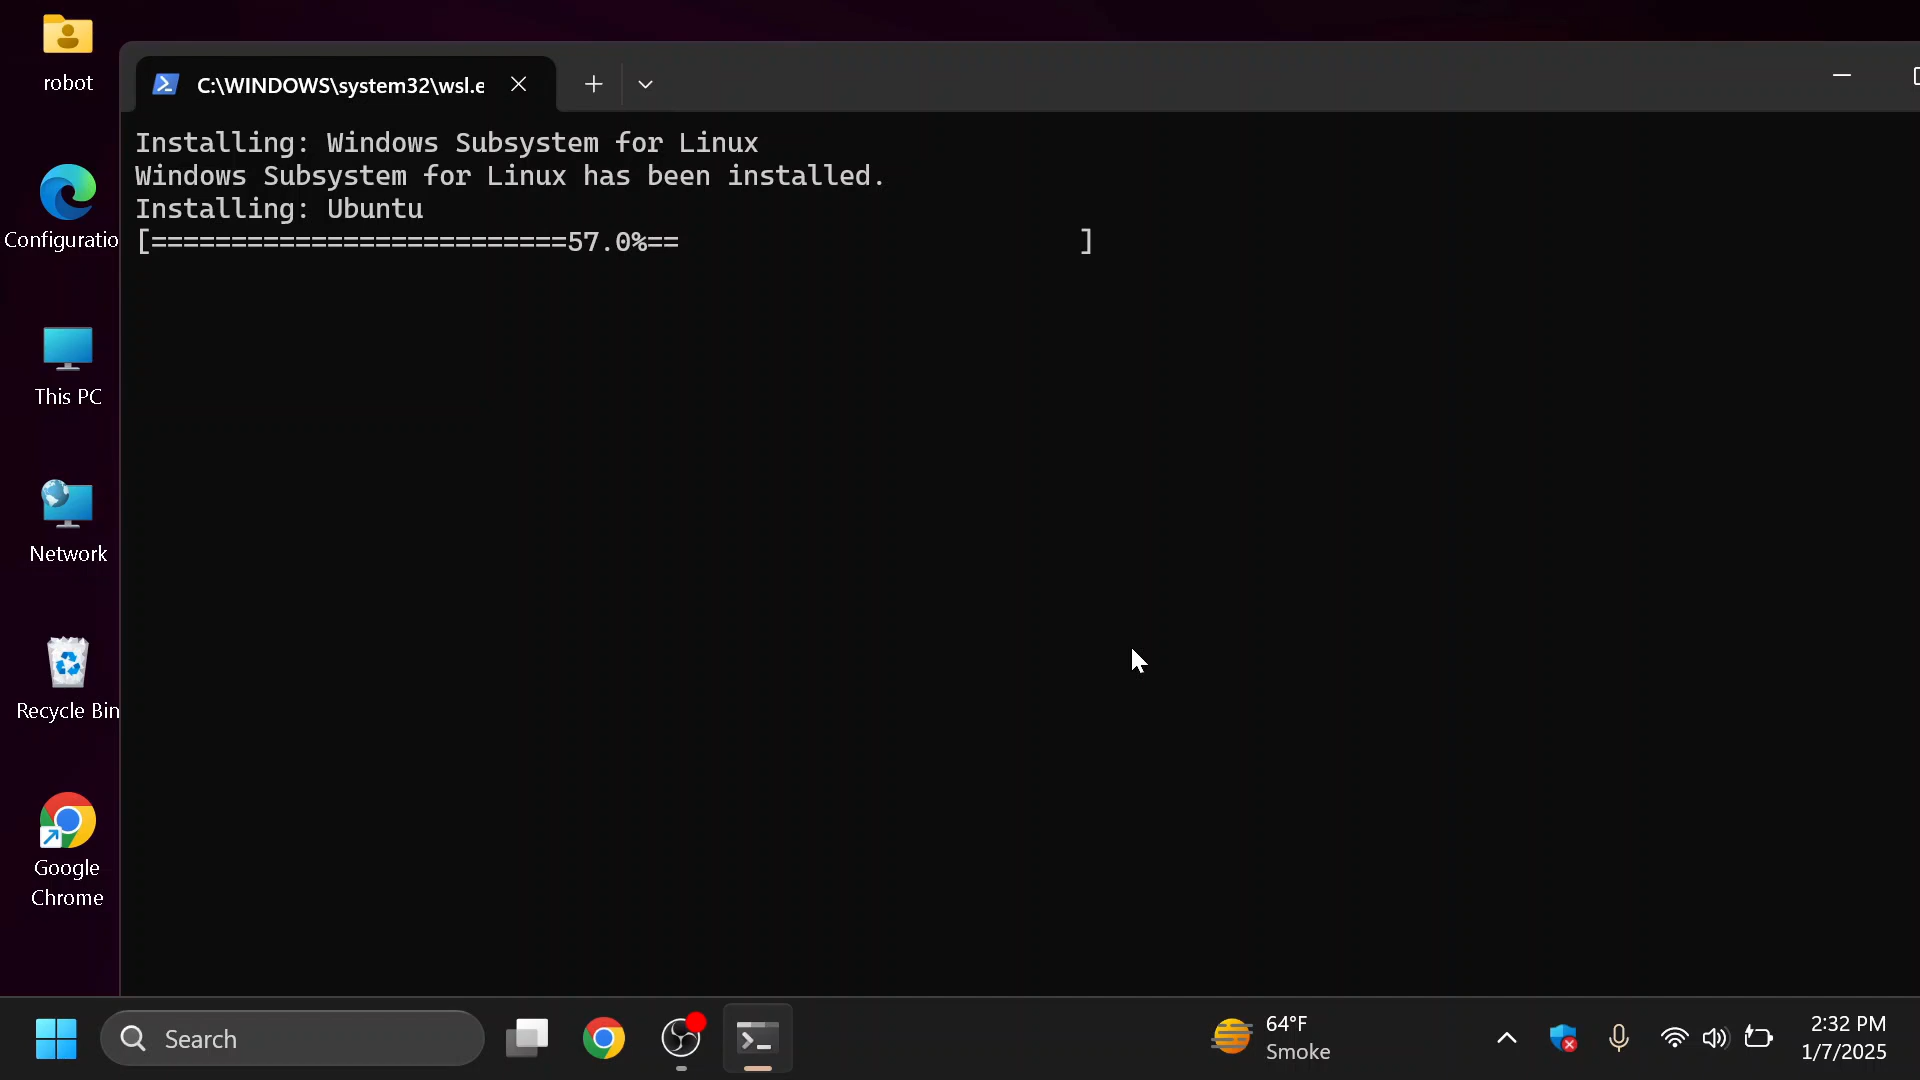 robot
Configuratio
This PC
Network
Recycle Bin
Google
Chrome
C:\WINDOWS\system32\wsl.e
Installing: Windows Subsystem for Linux
Windows Subsystem for Linux has been installed.
Installing: Ubuntu
[==========================57.0%==                         ]
Search
64°F
Smoke
2:32 PM
1/7/2025